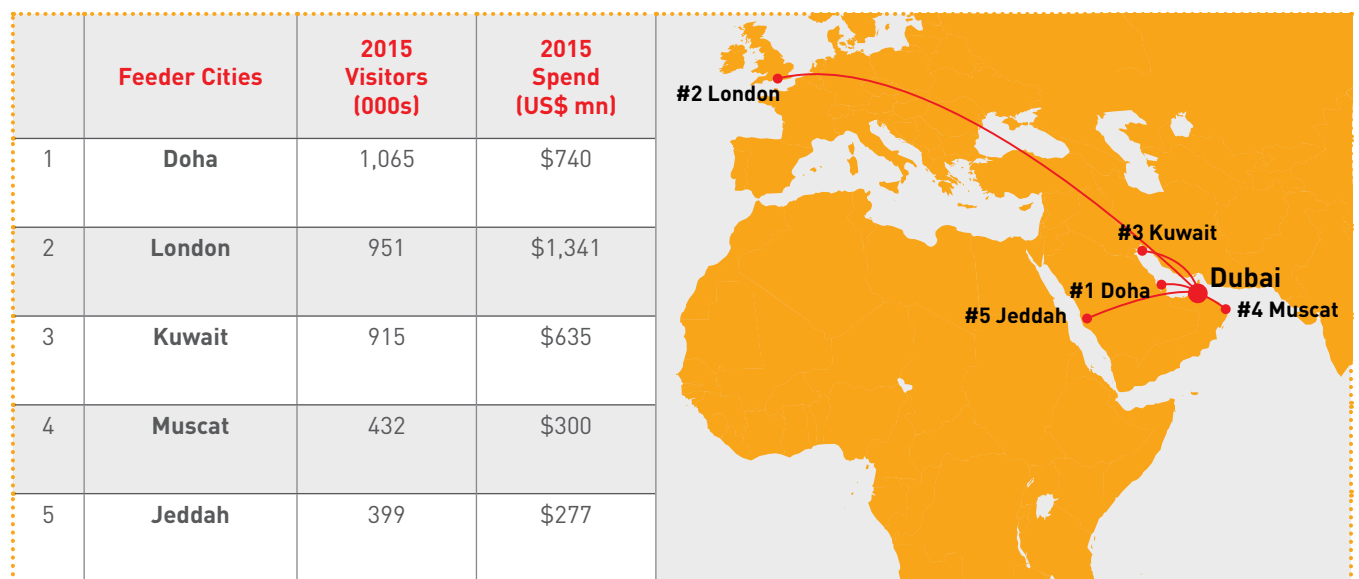 Feeder Cities
2015
Visitors
(000s)
2015
Spend
(US$ mn)
1 Doha 1,065 $740
2 London 951 $1,341
3 Kuwait 915 $635
4 Muscat 432 $300
5 Jeddah 399 $277
#2 London
#3 Kuwait
Dubai
#1 Doha
#4 Muscat
#5 Jeddah